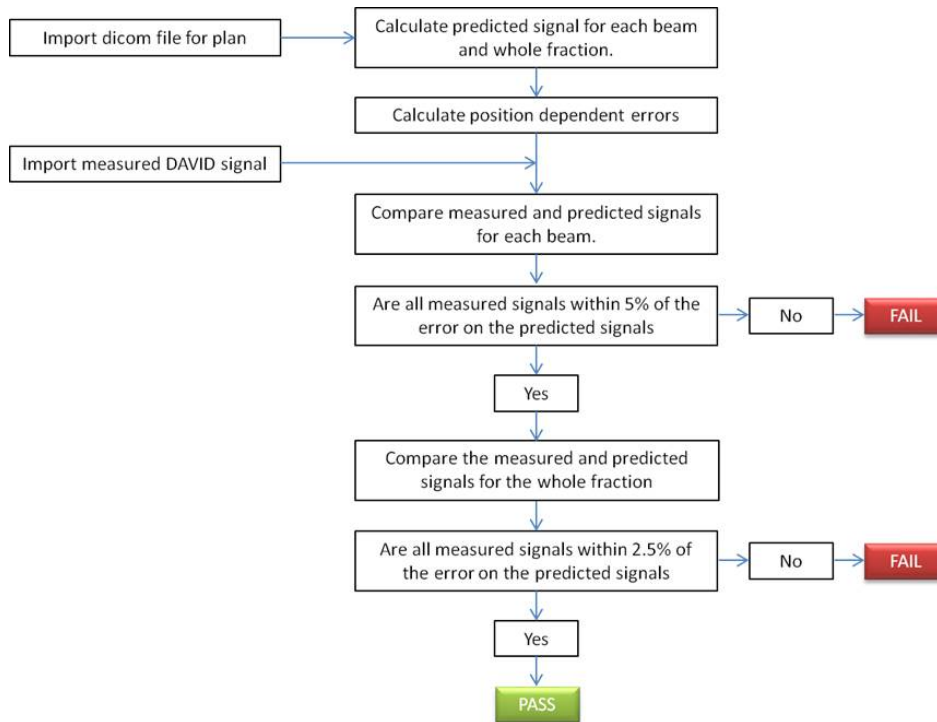 Import dicom file for plan
Calculate predicted signal for each beam
and whole fraction.
Calculate position dependent errors
Import measured DAVID signal
Compare measured and predicted signals
for each beam.
Are all measured signals within 5% of the
error on the predicted signals
No
FAIL
Yes
Compare the measured and predicted
signals for the whole fraction
Are all measured signals within 2.5% of
the error on the predicted signals
No
FAIL
Yes
PASS